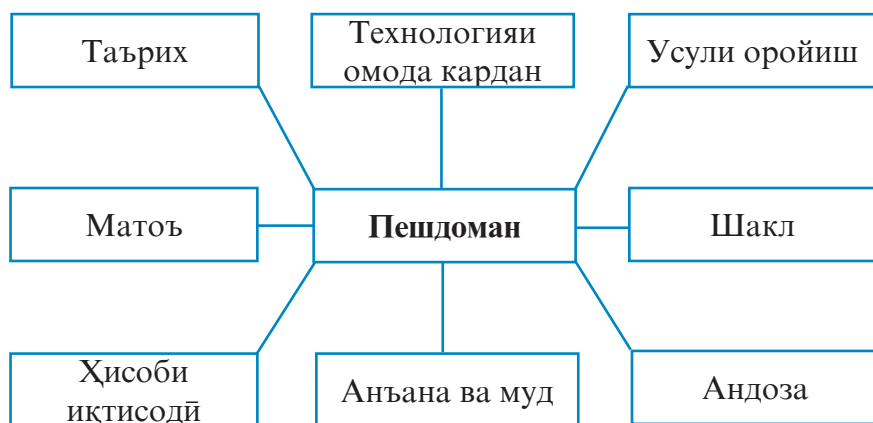 Таърих
Технологияи
омода кардан
Усули оройиш
Матоъ
Пешдоман
Шакл
Ҳисоби
иқтисодӣ
Анъана ва муд
Андоза